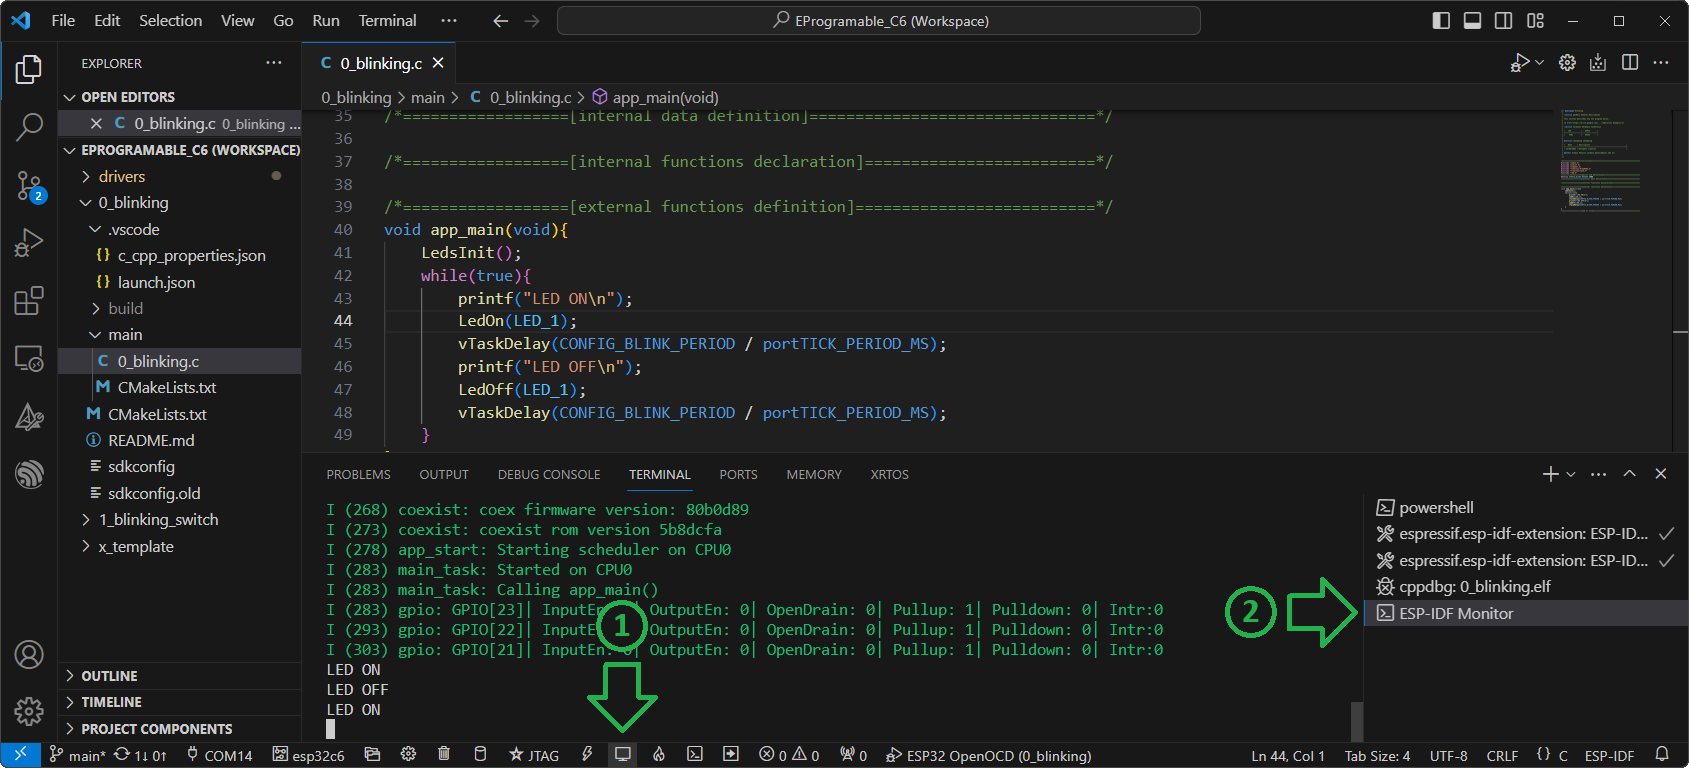 File Edit Selection View Go Run Terminal ··· EProgramable_C6 (Workspace)
EXPLORER
OPEN EDITORS
0_blinking.c 0_blinking ...
EPROGRAMABLE_C6 (WORKSPACE)
drivers
0_blinking
.vscode
c_cpp_properties.json
launch.json
build
main
C 0_blinking.c
CMakeLists.txt
CMakeLists.txt
README.md
sdkconfig
sdkconfig.old
1_blinking_switch
x_template
OUTLINE
TIMELINE
PROJECT COMPONENTS
2
C 0_blinking.c
0_blinking > main > C 0_blinking.c > app_main(void)
35 /*==================[internal data definition]===============================*/
36
37 /*==================[internal functions declaration]=========================*/
38
39 /*==================[external functions definition]==========================*/
40 void app_main(void){
41 LedsInit();
42 while(true){
43 printf("LED ON\n");
44 LedOn(LED_1);
45 vTaskDelay(CONFIG_BLINK_PERIOD / portTICK_PERIOD_MS);
46 printf("LED OFF\n");
47 LedOff(LED_1);
48 vTaskDelay(CONFIG_BLINK_PERIOD / portTICK_PERIOD_MS);
49 }
PROBLEMS OUTPUT DEBUG CONSOLE TERMINAL PORTS MEMORY XRTOS
I (268) coexist: coex firmware version: 80b0d89
I (273) coexist: coexist rom version 5b8dcfa
I (278) app_start: Starting scheduler on CPU0
I (283) main_task: Started on CPU0
I (283) main_task: Calling app_main()
I (283) gpio: GPIO[23]| InputEn: | OutputEn: 0| OpenDrain: 0| Pullup: 1| Pulldown: 0| Intr:0
I (293) gpio: GPIO[22]| InputEn | OutputEn: 0| OpenDrain: 0| Pullup: 1| Pulldown: 0| Intr:0
I (303) gpio: GPIO[21]| InputEn: 0| OutputEn: 0| OpenDrain: 0| Pullup: 1| Pulldown: 0| Intr:0
LED ON
LED OFF
LED ON
1
powershell
espressif.esp-idf-extension: ESP-ID...
espressif.esp-idf-extension: ESP-ID...
cppdbg: 0_blinking.elf
ESP-IDF Monitor
2
main* 1↓ 0↑ COM14 esp32c6 JTAG 0 0 0 ESP32 OpenOCD (0_blinking) Ln 44, Col 1 Tab Size: 4 UTF-8 CRLF {} C ESP-IDF